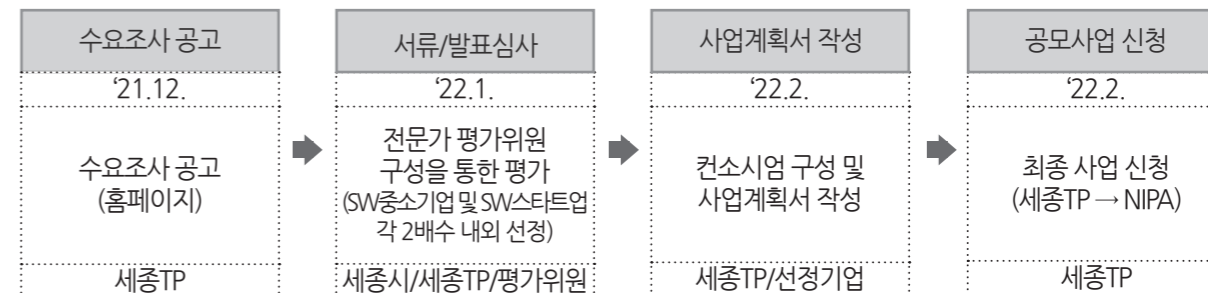 수요조사 공고
서류/발표심사
사업계획서 작성
공모사업 신청
‘21.12.
‘22.1.
‘22.2.
‘22.2.
수요조사 공고
(홈페이지)
전문가 평가위원
구성을 통한 평가
(SW중소기업 및 SW스타트업
각 2배수 내외 선정)
컨소시엄 구성 및
사업계획서 작성
최종 사업 신청
(세종TP → NIPA)
세종TP
세종시/세종TP/평가위원
세종TP/선정기업
세종TP